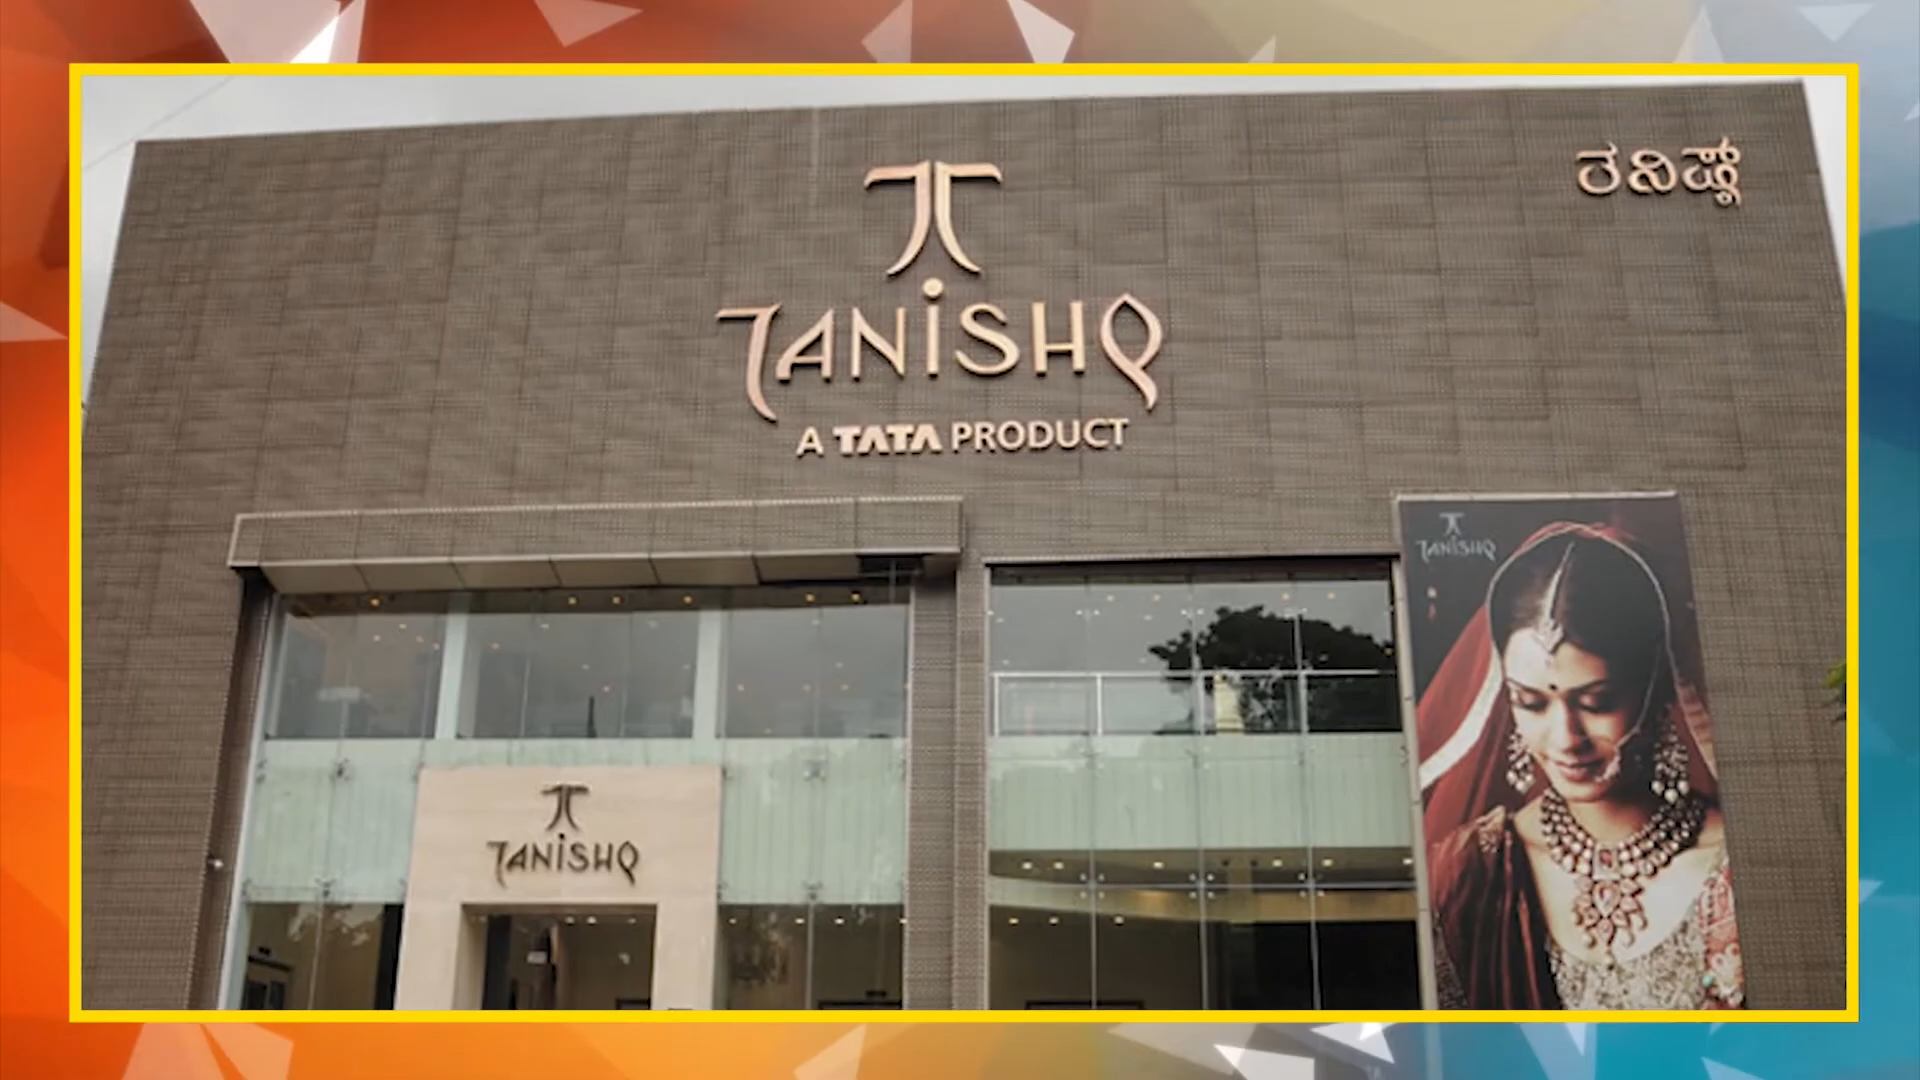 ತನಿಷ್ಕ್
TANiSHQ
A TATA PRODUCT
TANiSHQ
TANiSHQ